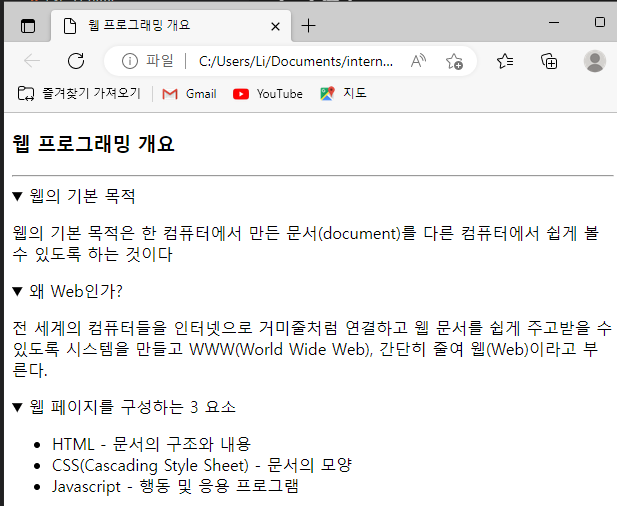 웹 프로그래밍 개요
파일 | C:/Users/Li/Documents/intern...
즐겨찾기 가져오기 Gmail YouTube 지도
웹 프로그래밍 개요
▼ 웹의 기본 목적
웹의 기본 목적은 한 컴퓨터에서 만든 문서(document)를 다른 컴퓨터에서 쉽게 볼
수 있도록 하는 것이다
▼ 왜 Web인가?
전 세계의 컴퓨터들을 인터넷으로 거미줄처럼 연결하고 웹 문서를 쉽게 주고받을 수
있도록 시스템을 만들고 WWW(World Wide Web), 간단히 줄여 웹(Web)이라고 부
른다.
▼ 웹 페이지를 구성하는 3 요소
• HTML - 문서의 구조와 내용
• CSS(Cascading Style Sheet) - 문서의 모양
• Javascript - 행동 및 응용 프로그램